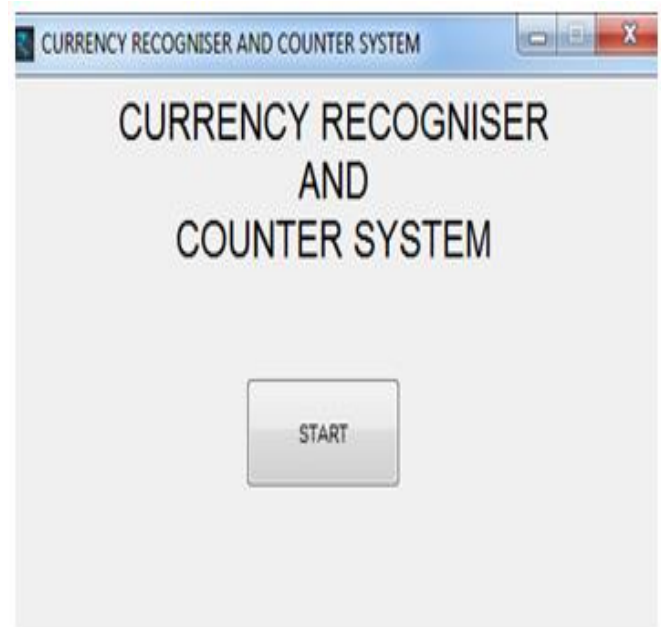 CURRENCY RECOGNISER AND COUNTER SYSTEM
CURRENCY RECOGNISER
AND
COUNTER SYSTEM
START